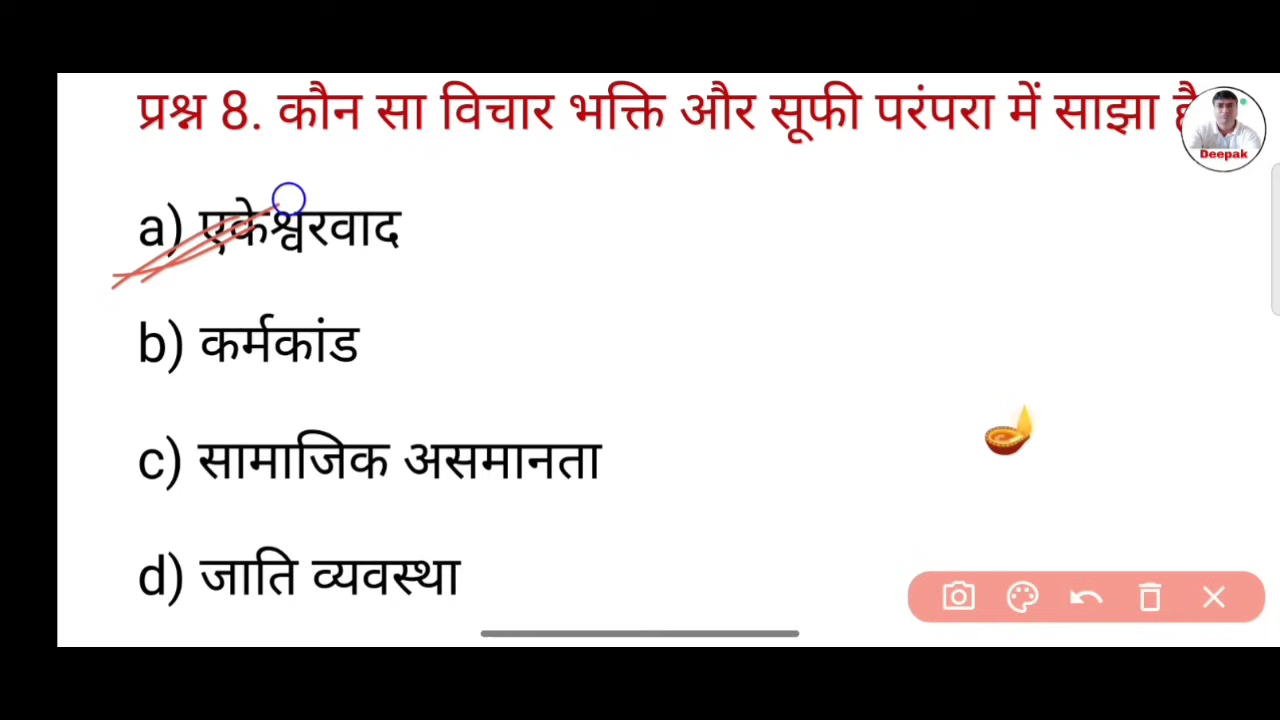 प्रश्न 8. कौन सा विचार भक्ति और सूफी परंपरा में साझा है
Deepak
a) एकेश्वरवाद
b) कर्मकांड
c) सामाजिक असमानता
d) जाति व्यवस्था